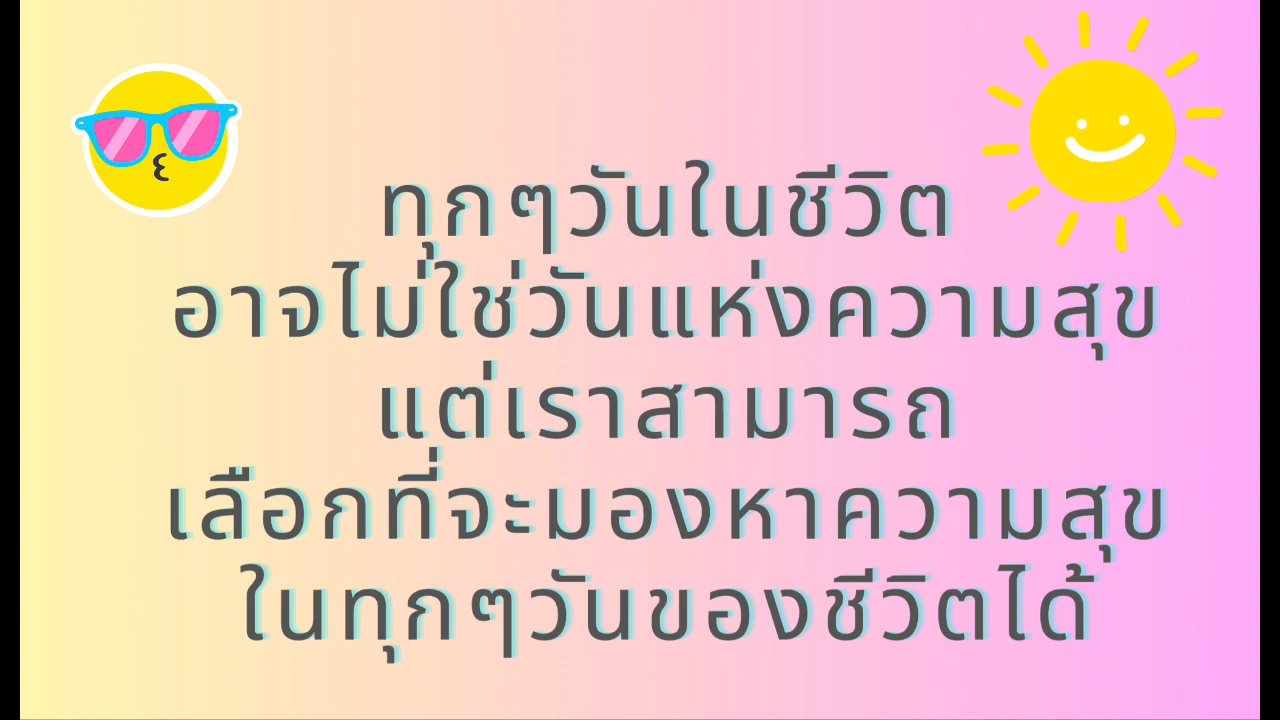 ทุกๆวันในชีวิต
อาจไม่ใช่วันแห่งความสุข
แต่เราสามารถ
เลือกที่จะมองหาความสุข
ในทุกๆวันของชีวิตได้